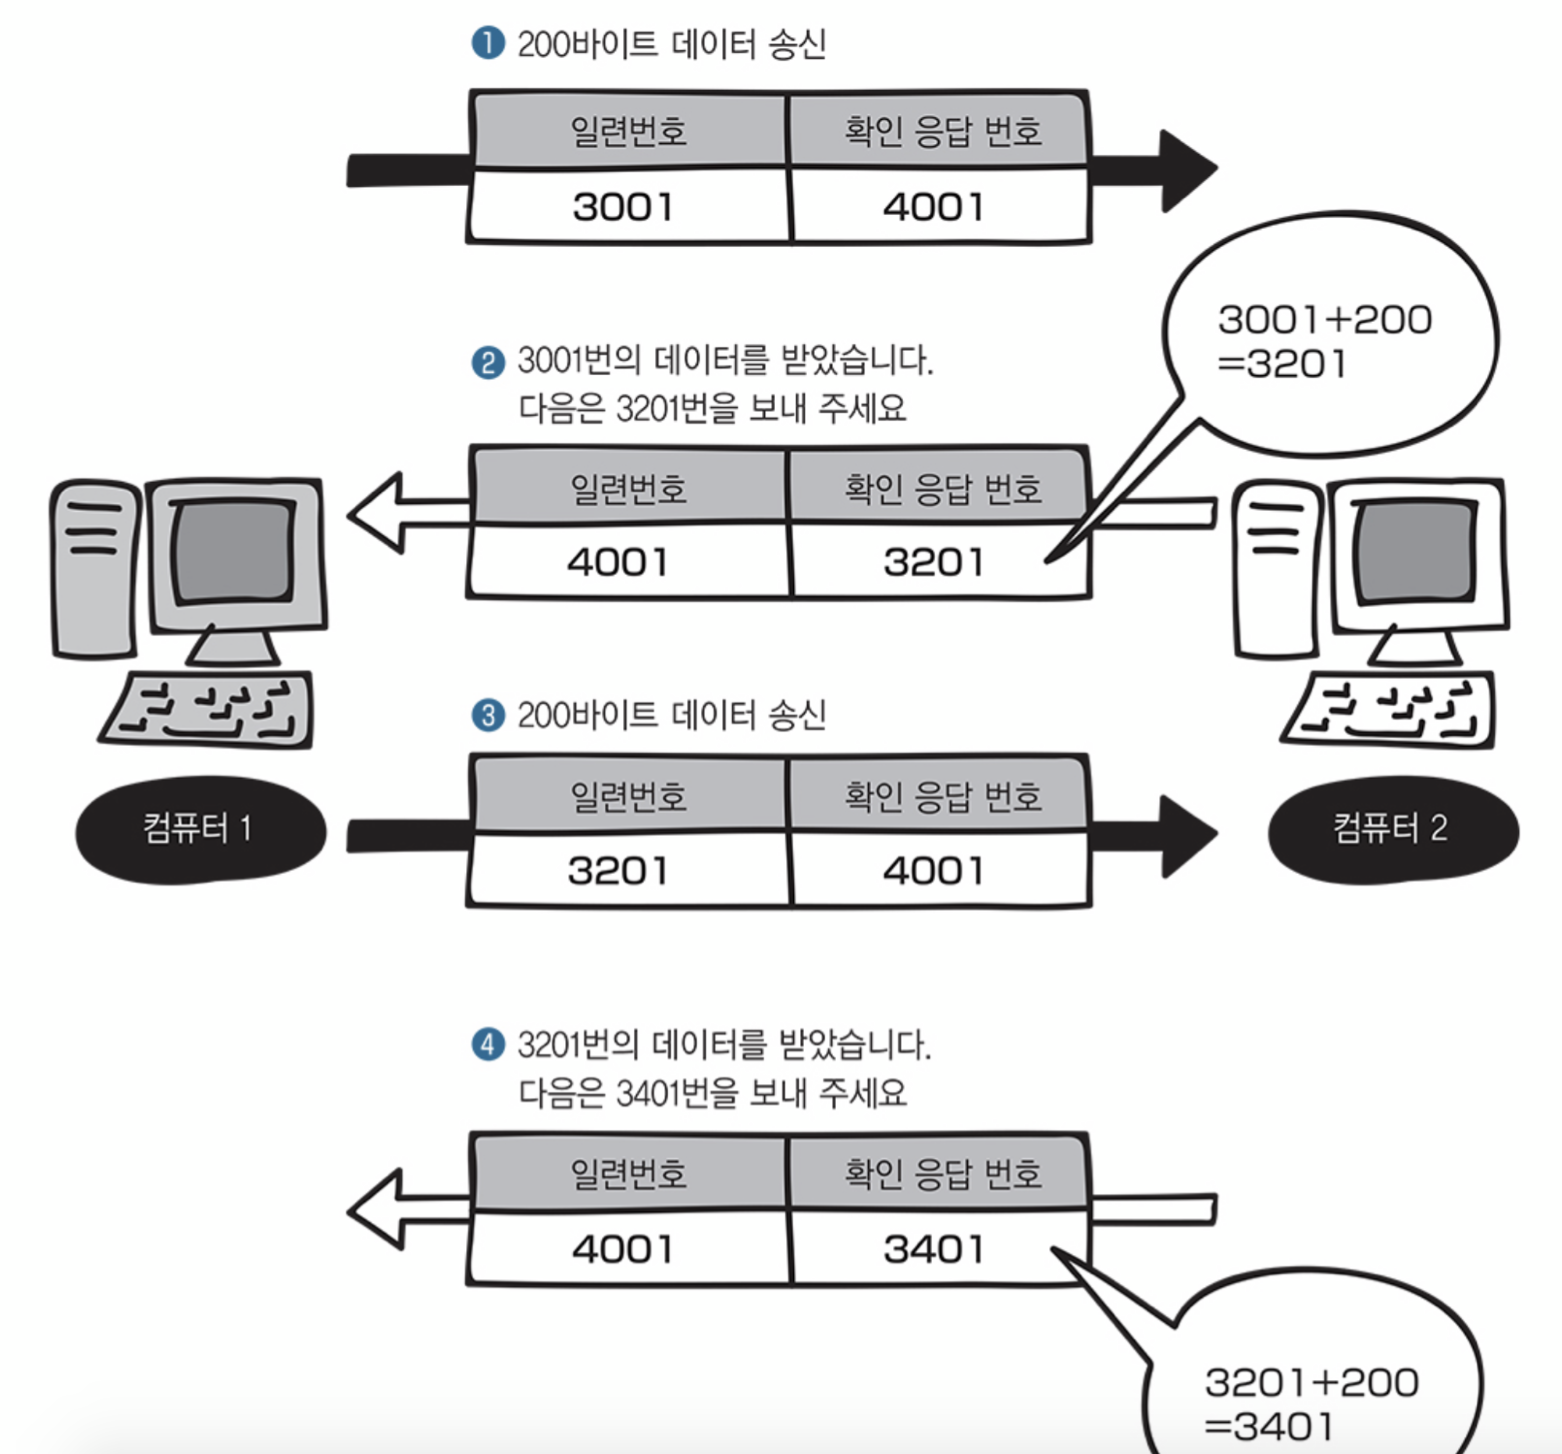 1 200바이트 데이터 송신
일련번호 확인 응답 번호
3001 4001
3001+200
=3201
2 3001번의 데이터를 받았습니다.
다음은 3201번을 보내 주세요
일련번호 확인 응답 번호
4001 3201
3 200바이트 데이터 송신
일련번호 확인 응답 번호
3201 4001
컴퓨터 1
컴퓨터 2
4 3201번의 데이터를 받았습니다.
다음은 3401번을 보내 주세요
일련번호 확인 응답 번호
4001 3401
3201+200
=3401